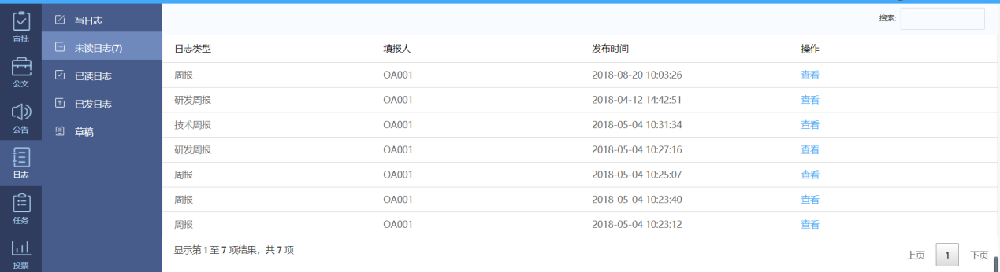 审批
公文
公告
日志
任务
投票
写日志
未读日志(7)
已读日志
已发日志
草稿
搜索:
日志类型 填报人 发布时间 操作
周报 OA001 2018-08-20 10:03:26 查看
研发周报 OA001 2018-04-12 14:42:51 查看
技术周报 OA001 2018-05-04 10:31:34 查看
研发周报 OA001 2018-05-04 10:27:16 查看
周报 OA001 2018-05-04 10:25:07 查看
周报 OA001 2018-05-04 10:23:40 查看
周报 OA001 2018-05-04 10:23:12 查看
显示第 1 至 7 项结果，共 7 项
上页 1 下页